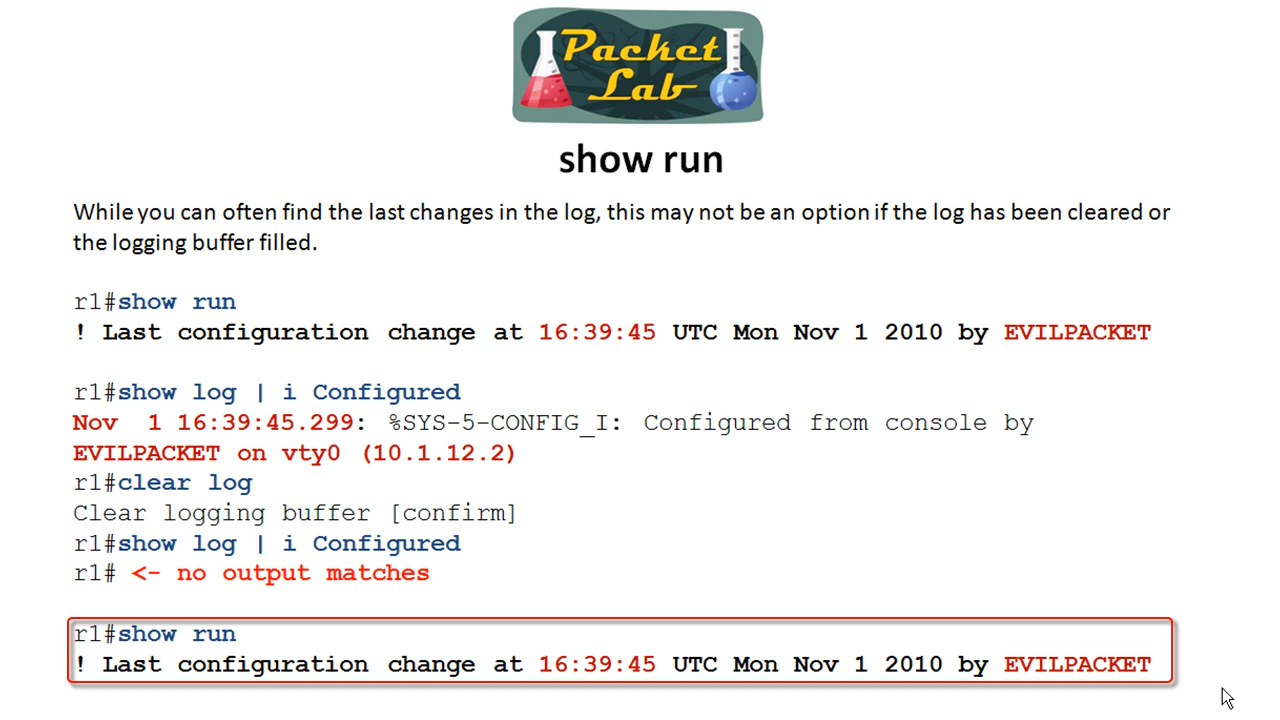 Packet
Lab
show run
While you can often find the last changes in the log, this may not be an option if the log has been cleared or
the logging buffer filled.
r1#show run
! Last configuration change at 16:39:45 UTC Mon Nov 1 2010 by EVILPACKET
r1#show log | i Configured
Nov  1 16:39:45.299: %SYS-5-CONFIG_I: Configured from console by
EVILPACKET on vty0 (10.1.12.2)
r1#clear log
Clear logging buffer [confirm]
r1#show log | i Configured
r1# <- no output matches
r1#show run
! Last configuration change at 16:39:45 UTC Mon Nov 1 2010 by EVILPACKET